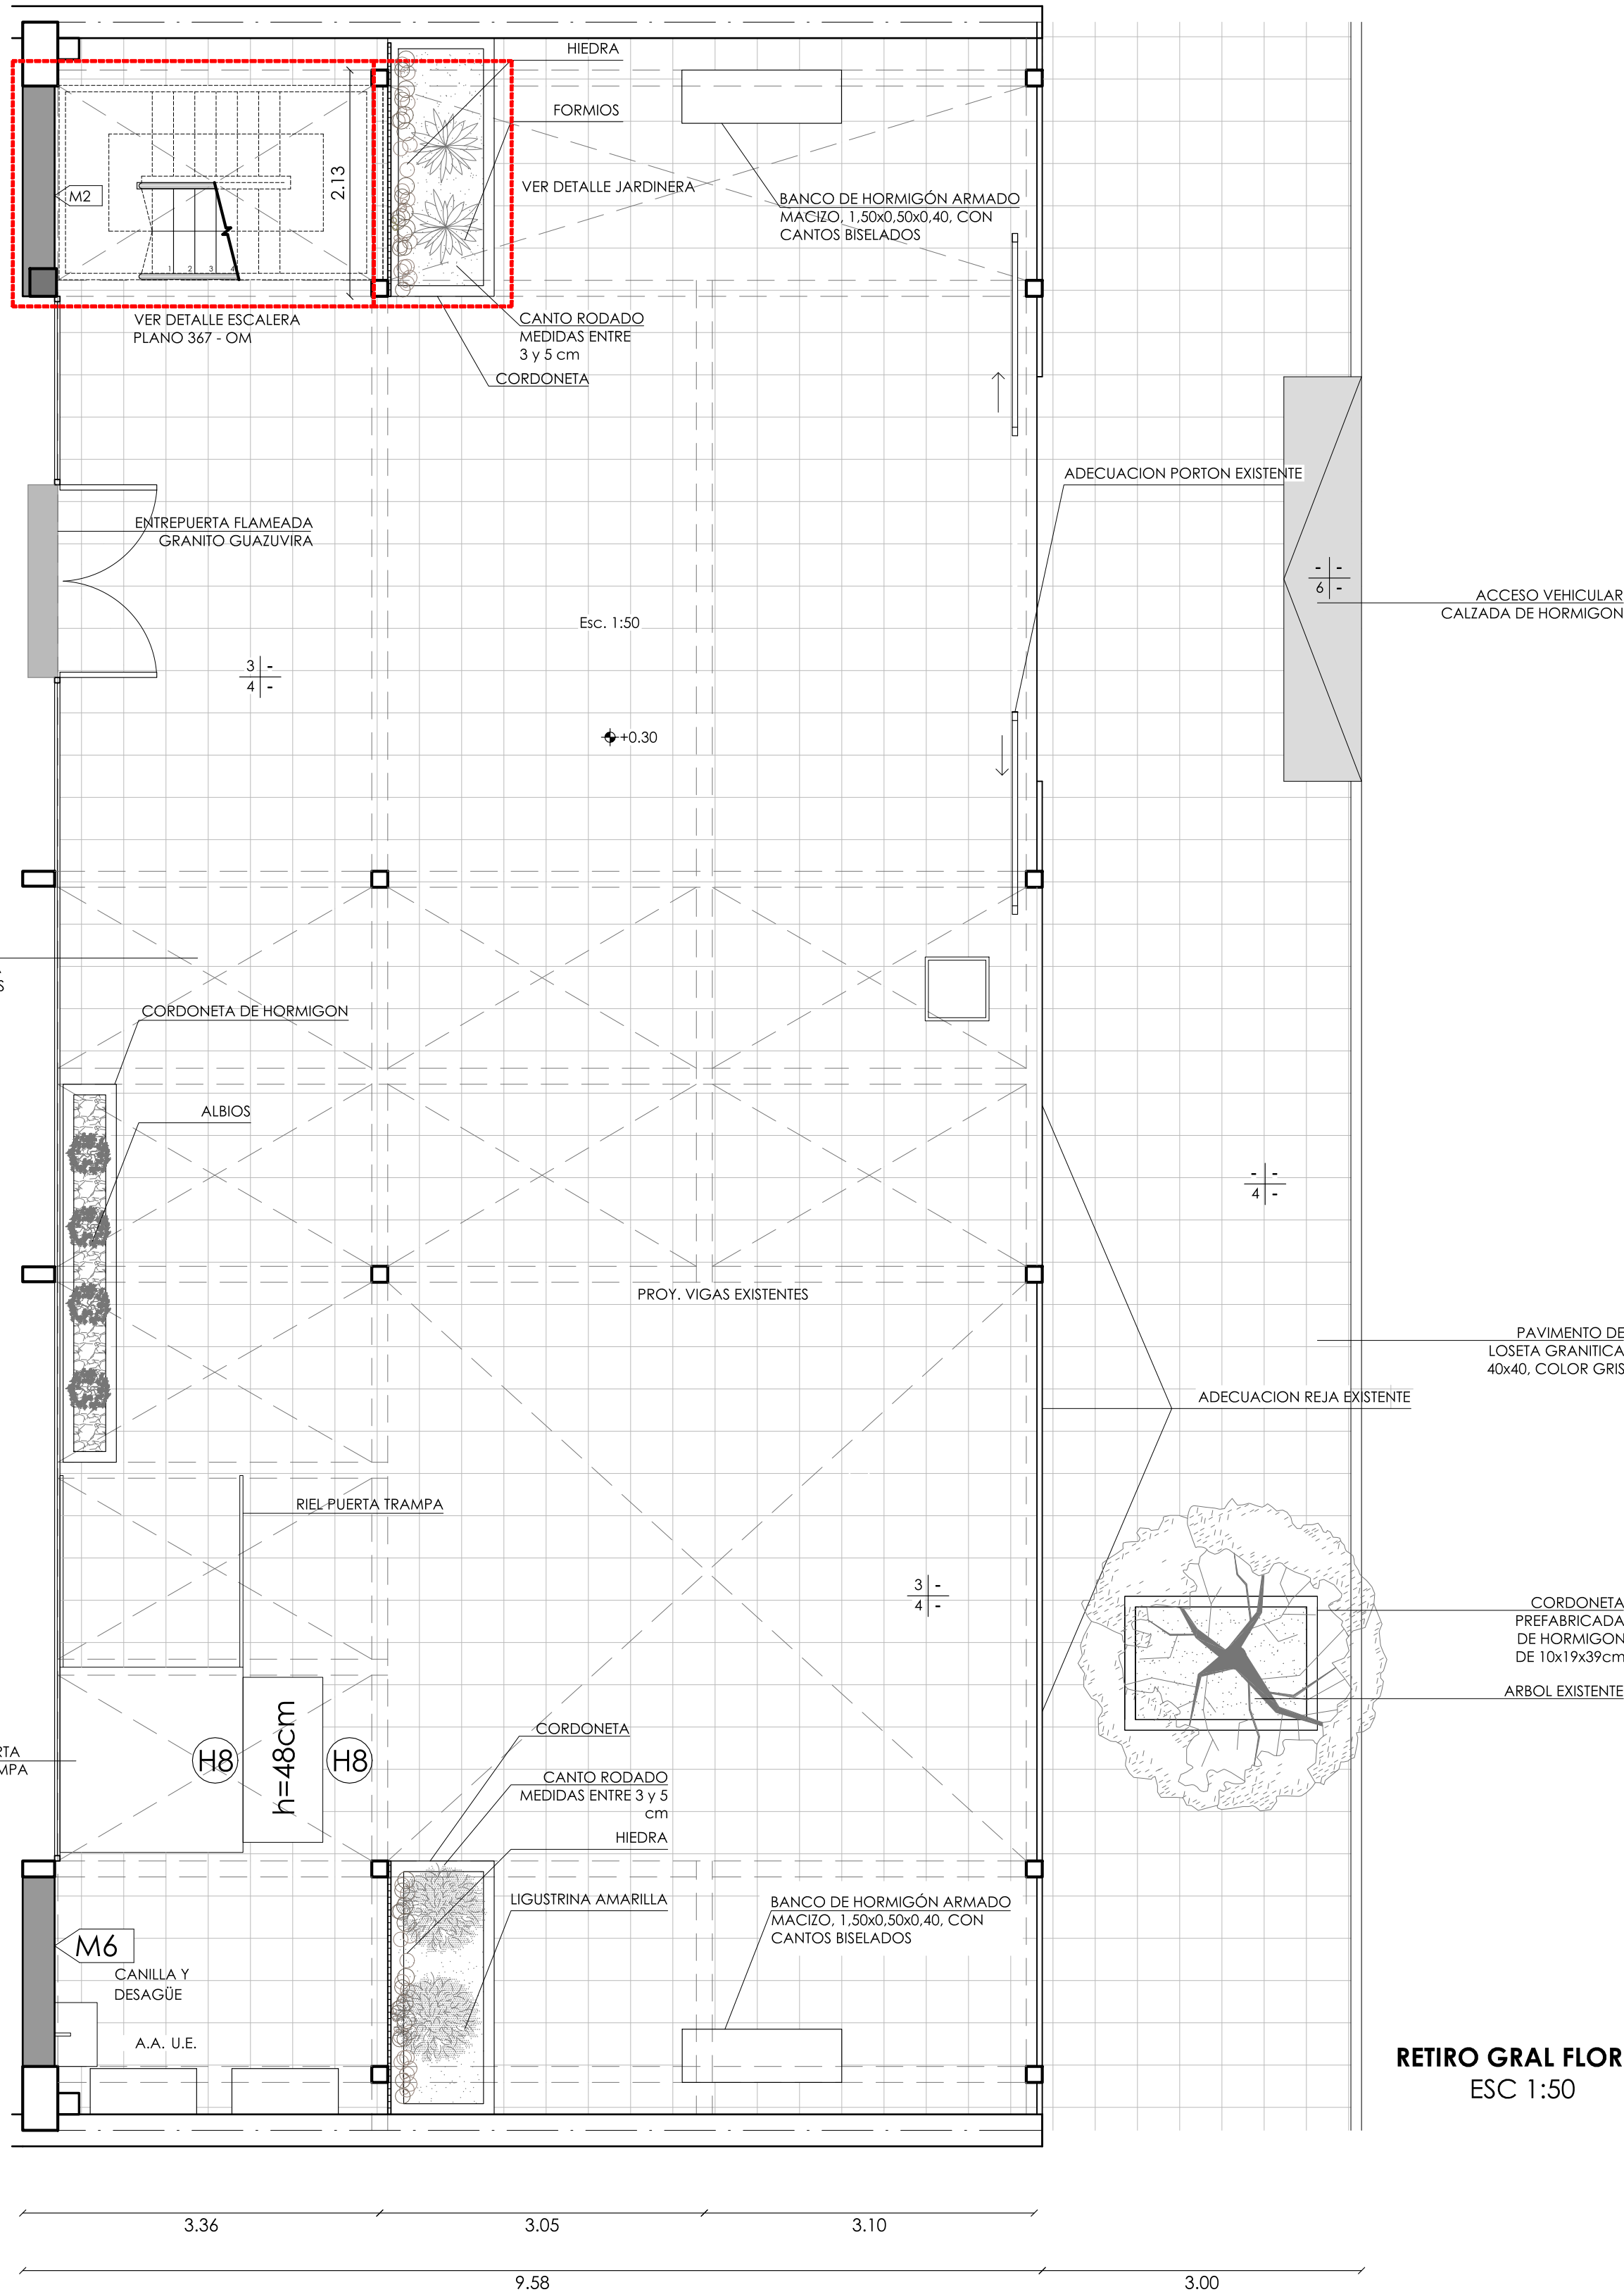 HIEDRA
FORMIOS
2.13
M2
VER DETALLE JARDINERA
BANCO DE HORMIGÓN ARMADO
MACIZO, 1,50x0,50x0,40, CON
CANTOS BISELADOS
1 2 3 4
VER DETALLE ESCALERA
PLANO 367 - OM
CANTO RODADO
MEDIDAS ENTRE
3 y 5 cm
CORDONETA
ADECUACION PORTON EXISTENTE
ENTREPUERTA FLAMEADA
GRANITO GUAZUVIRA
- -
6 -
ACCESO VEHICULAR
CALZADA DE HORMIGON
Esc. 1:50
3 -
4 -
+0.30
S
CORDONETA DE HORMIGON
ALBIOS
- -
4 -
PROY. VIGAS EXISTENTES
PAVIMENTO DE
LOSETA GRANITICA
40x40, COLOR GRIS
ADECUACION REJA EXISTENTE
RIEL PUERTA TRAMPA
3 -
4 -
CORDONETA
PREFABRICADA
DE HORMIGON
DE 10x19x39cm
ARBOL EXISTENTE
RTA
MPA
H8
h=48cm
H8
CORDONETA
CANTO RODADO
MEDIDAS ENTRE 3 y 5
cm
HIEDRA
LIGUSTRINA AMARILLA
BANCO DE HORMIGÓN ARMADO
MACIZO, 1,50x0,50x0,40, CON
CANTOS BISELADOS
M6
CANILLA Y
DESAGÜE
A.A. U.E.
RETIRO GRAL FLOR
ESC 1:50
3.36
3.05
3.10
9.58
3.00